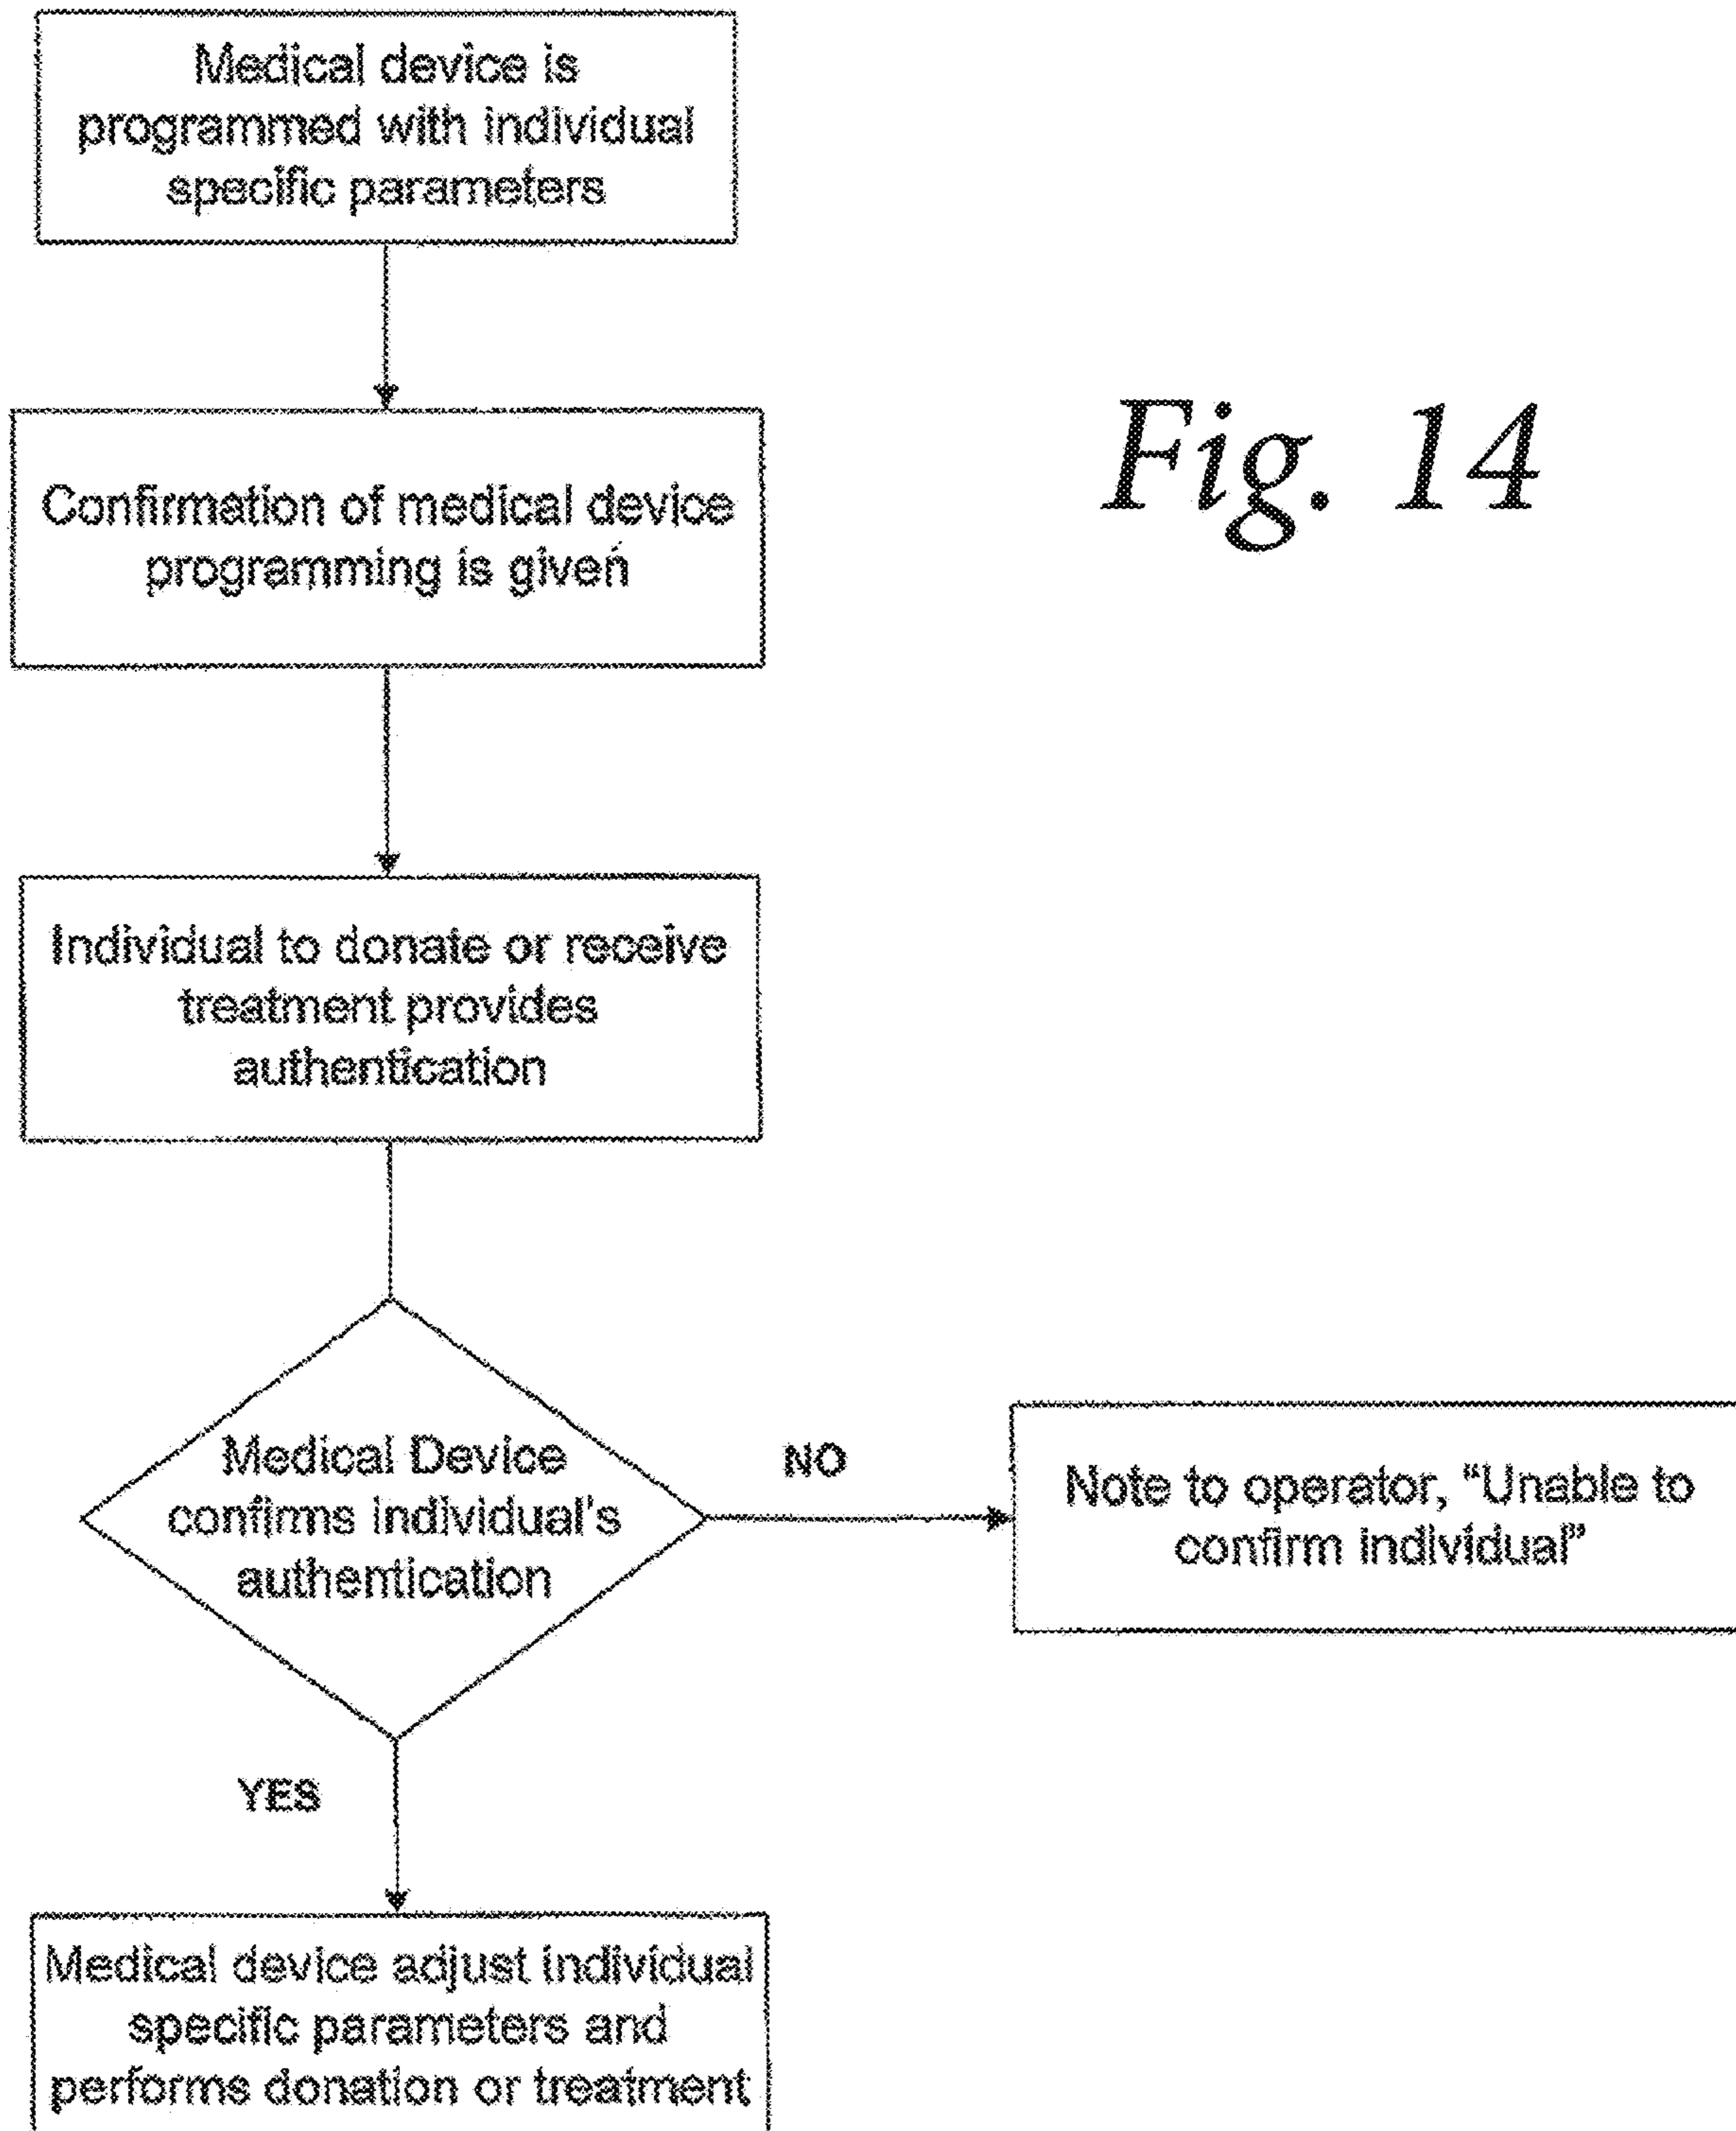 Medical device is
programmed with individual
specific parameters
Fig. 14
Confirmation of medical device
programming is given
Individual to donate or receive
treatment provides
authentication
Medical Device
confirms individual's
authentication
NO
Note to operator, “Unable to
confirm individual”
YES
Medical device adjust individual
specific parameters and
performs donation or treatment